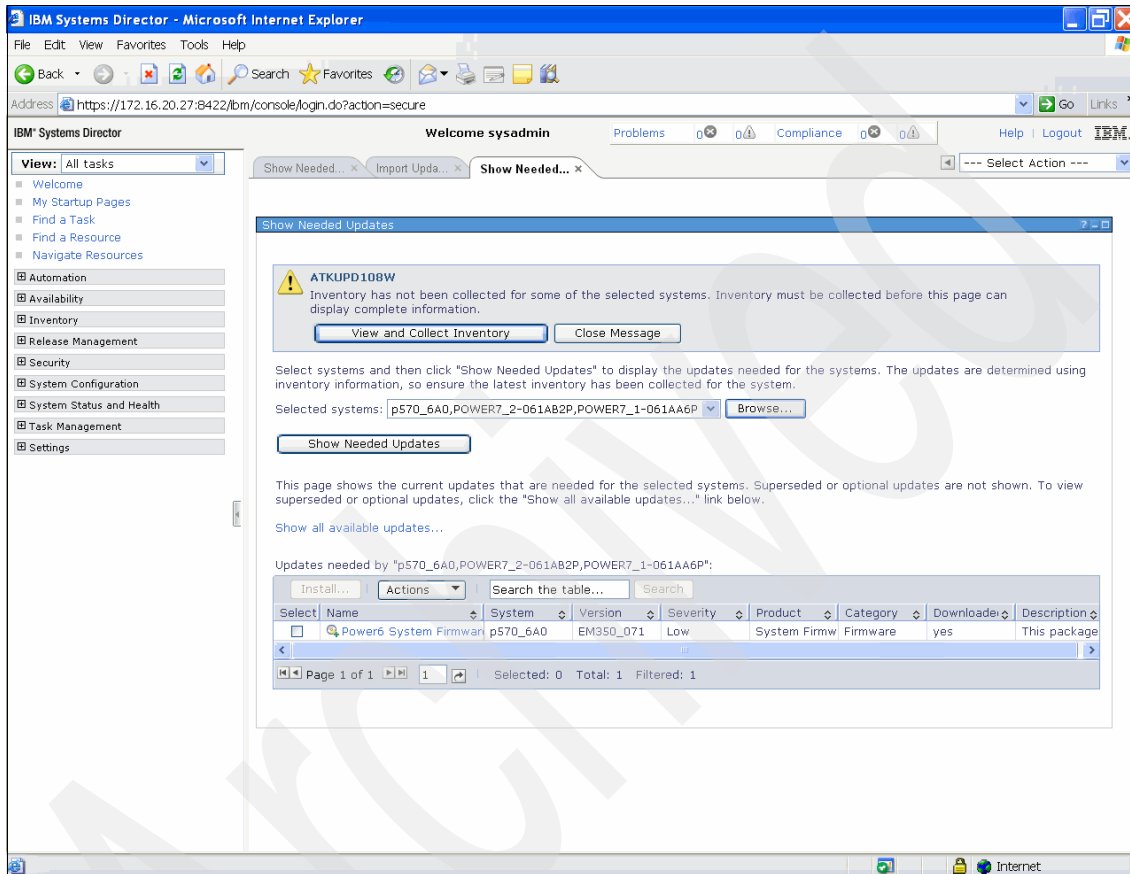 IBM Systems Director - Microsoft Internet Explorer
File Edit View Favorites Tools Help
Back Search Favorites
Address https://172.16.20.27:8422/ibm/console/login.do?action=secure Go Links
IBM® Systems Director Welcome sysadmin Problems 0 0 Compliance 0 0 Help Logout IBM.
View: All tasks
Welcome
My Startup Pages
Find a Task
Find a Resource
Navigate Resources
Automation
Availability
Inventory
Release Management
Security
System Configuration
System Status and Health
Task Management
Settings
Show Needed... × Import Upda... × Show Needed... × --- Select Action ---
Show Needed Updates
ATKUPD108W
Inventory has not been collected for some of the selected systems. Inventory must be collected before this page can
display complete information.
View and Collect Inventory Close Message
Select systems and then click "Show Needed Updates" to display the updates needed for the systems. The updates are determined using
inventory information, so ensure the latest inventory has been collected for the system.
Selected systems: p570_6A0,POWER7_2-061AB2P,POWER7_1-061AA6P Browse...
Show Needed Updates
This page shows the current updates that are needed for the selected systems. Superseded or optional updates are not shown. To view
superseded or optional updates, click the "Show all available updates..." link below.
Show all available updates...
Updates needed by "p570_6A0,POWER7_2-061AB2P,POWER7_1-061AA6P":
Install... Actions Search the table... Search
Select Name System Version Severity Product Category Downloaded Description
Power6 System Firmwar p570_6A0 EM350_071 Low System Firmw Firmware yes This package
Page 1 of 1 1 Selected: 0 Total: 1 Filtered: 1
Internet
Archived